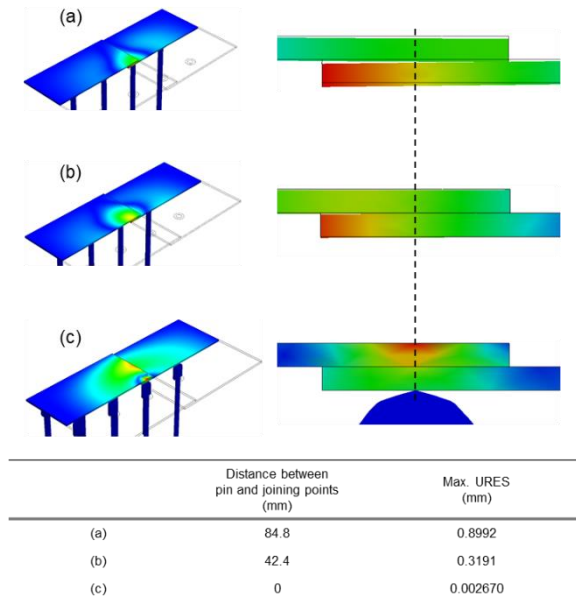 (a)
(b)
(c)
Distance between
pin and joining points
(mm)
Max. URES
(mm)
(a) 84.8 0.8992
(b) 42.4 0.3191
(c) 0 0.002670